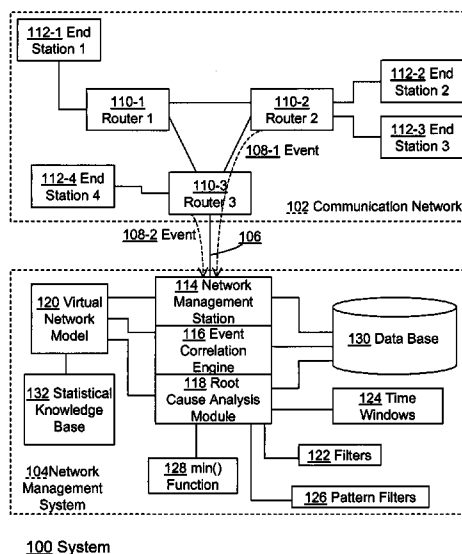 112-1 End
Station 1
110-1
Router 1
110-2
Router 2
112-2 End
Station 2
112-3 End
Station 3
108-1 Event
112-4 End
Station 4
110-3
Router 3
102 Communication Network
108-2 Event
106
114 Network
Management
Station
120 Virtual
Network
Model
116 Event
Correlation
Engine
130 Data Base
118 Root
Cause Analysis
Module
132 Statistical
Knowledge
Base
124 Time
Windows
122 Filters
128 min()
Function
126 Pattern Filters
104Network
Management
System
100 System